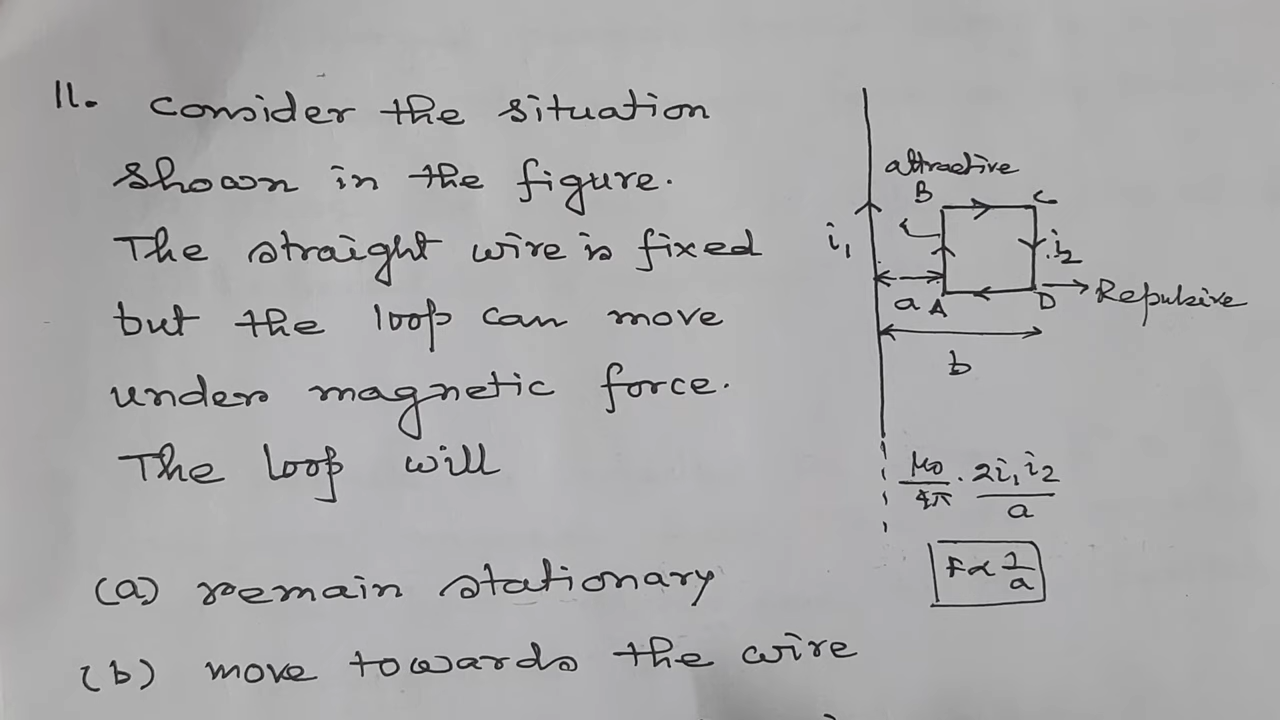 11. Consider the situation
shown in the figure.
The straight wire is fixed
but the loop can move
under magnetic force.
The loop will
(a) remain stationary
(b) move towards the wire
attractive
B
C
i₁
i₂
a
A
D
Repulsive
b
μ₀/4π · 2i₁i₂/a
F∝1/a